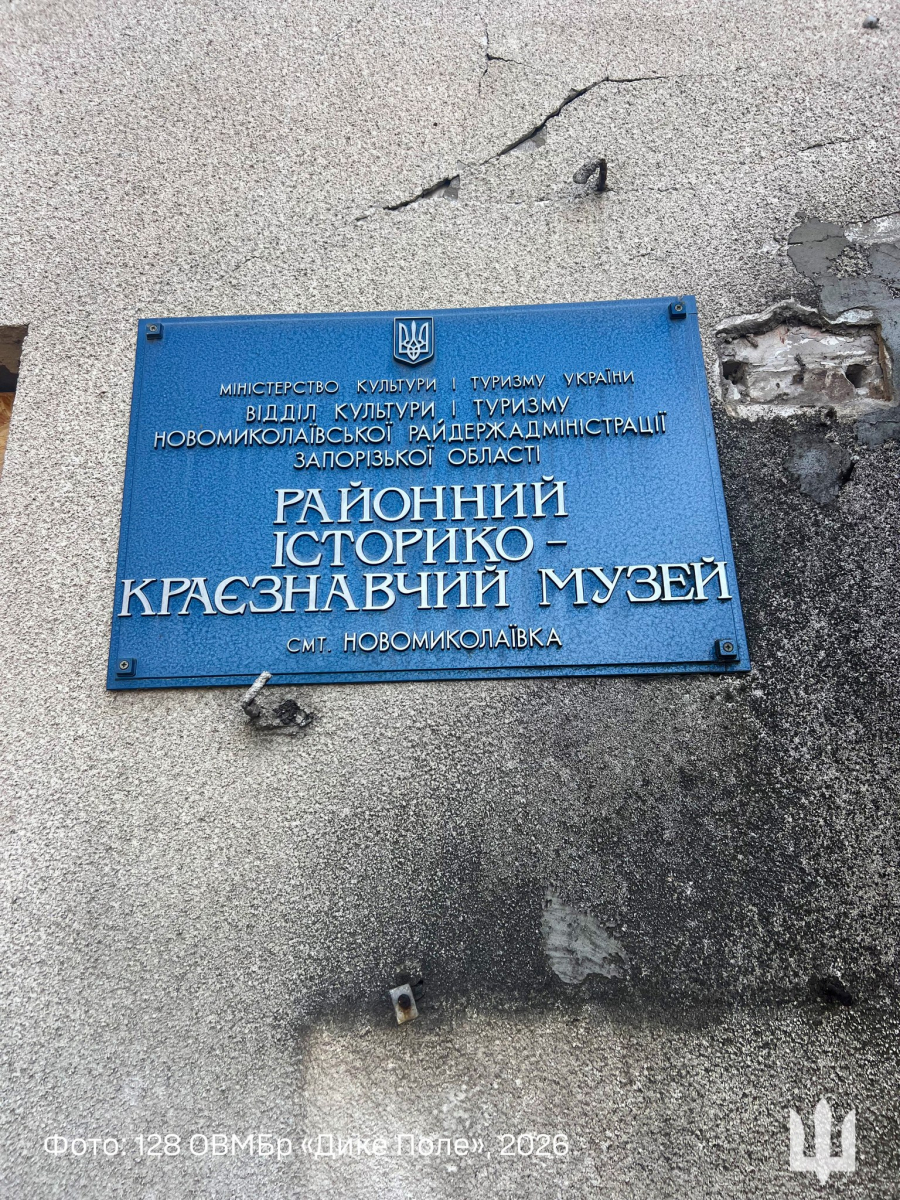 МІНІСТЕРСТВО КУЛЬТУРИ І ТУРИЗМУ УКРАЇНИ
ВІДДІЛ КУЛЬТУРИ І ТУРИЗМУ
НОВОМИКОЛАЇВСЬКОЇ РАЙДЕРЖАДМІНІСТРАЦІЇ
ЗАПОРІЗЬКОЇ ОБЛАСТІ
РАЙОННИЙ
ІСТОРИКО –
КРАЄЗНАВЧИЙ МУЗЕЙ
СМТ. НОВОМИКОЛАЇВКА
Фото: 128 ОВМБр «Дике Поле», 2026